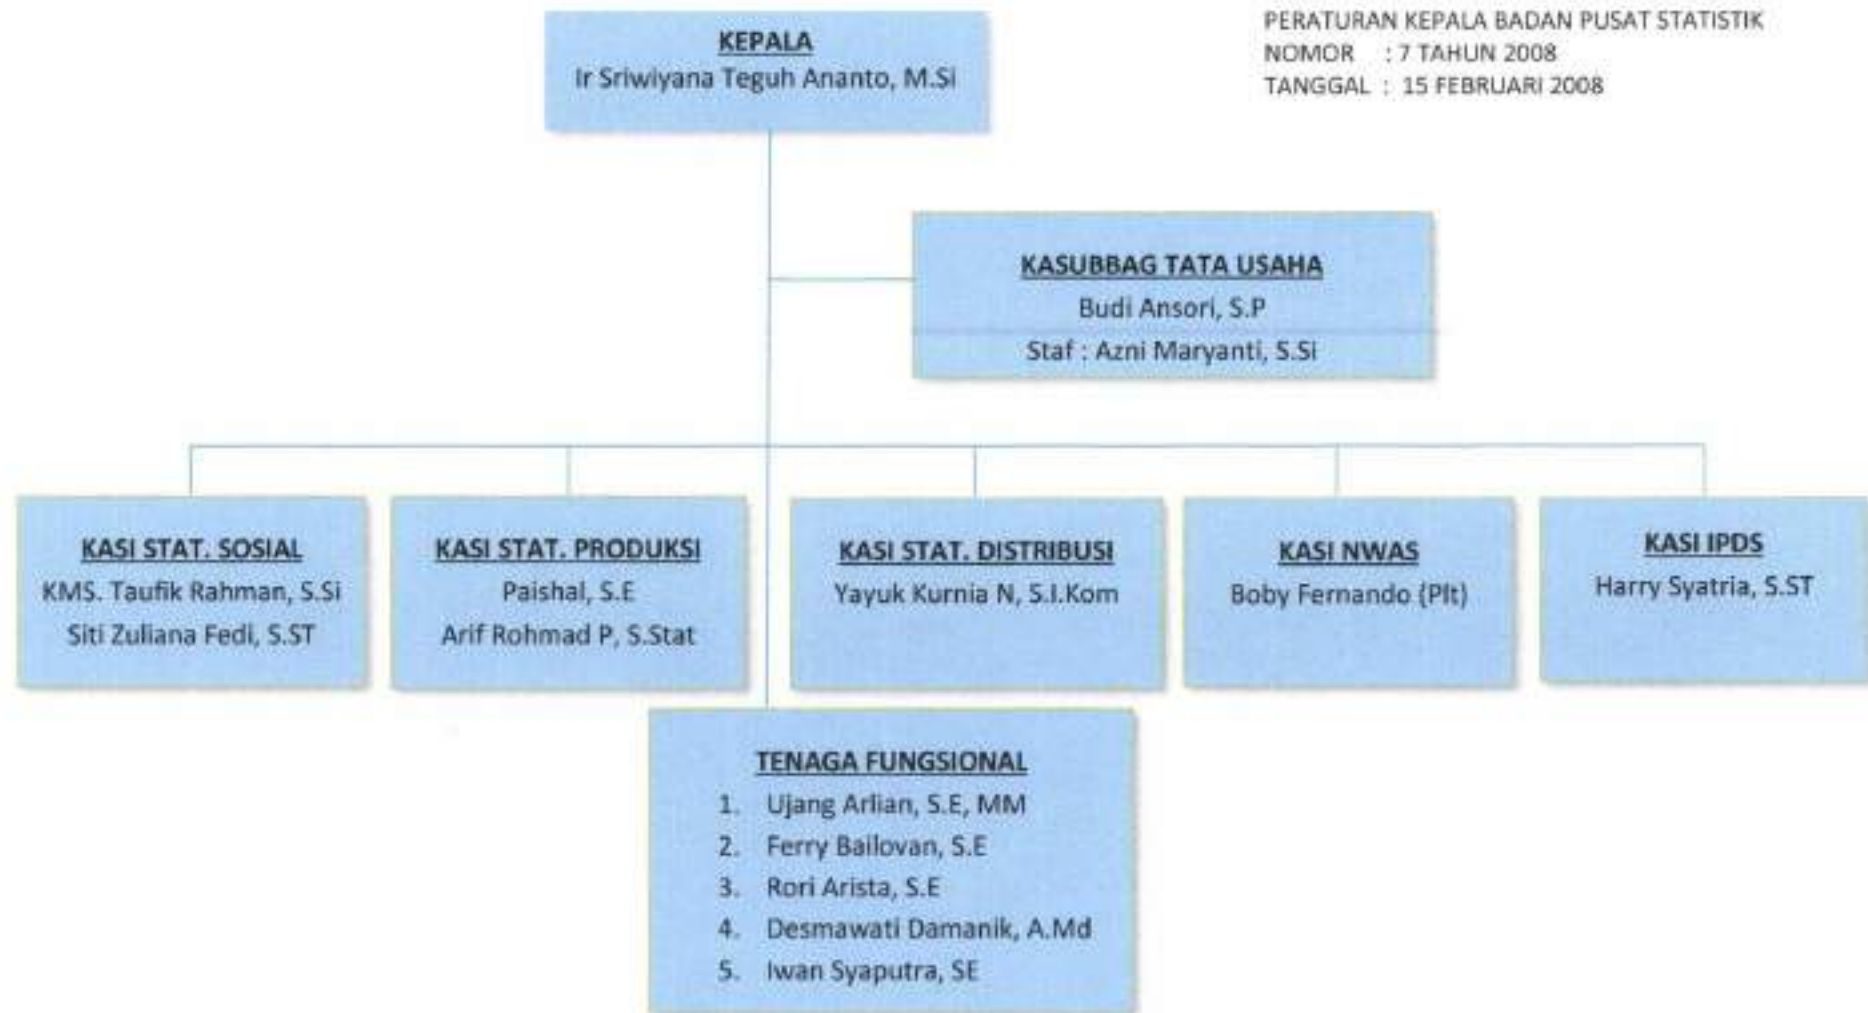 PERATURAN KEPALA BADAN PUSAT STATISTIK
NOMOR : 7 TAHUN 2008
TANGGAL : 15 FEBRUARI 2008
KEPALA
Ir Sriwiyana Teguh Ananto, M.Si
KASUBBAG TATA USAHA
Budi Ansori, S.P
Staf : Azni Maryanti, S.Si
KASI STAT. SOSIAL
KMS. Taufik Rahman, S.Si
Siti Zuliana Fedi, S.ST
KASI STAT. PRODUKSI
Paishal, S.E
Arif Rohmad P, S.Stat
KASI STAT. DISTRIBUSI
Yayuk Kurnia N, S.I.Kom
KASI NWAS
Boby Fernando (Plt)
KASI IPDS
Harry Syatria, S.ST
TENAGA FUNGSIONAL
1. Ujang Arlian, S.E, MM
2. Ferry Bailovan, S.E
3. Rori Arista, S.E
4. Desmawati Damanik, A.Md
5. Iwan Syaputra, SE